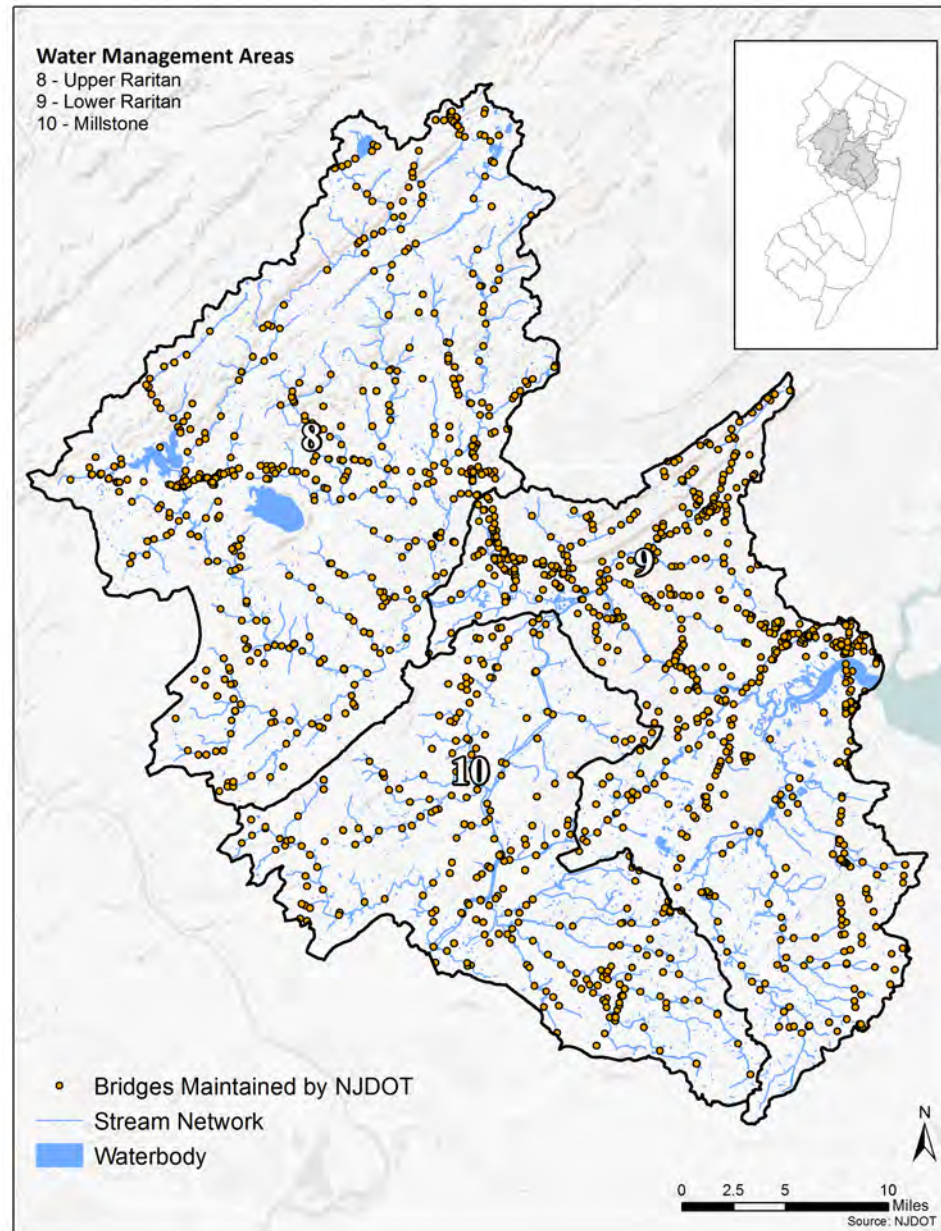 Water Management Areas
8 - Upper Raritan
9 - Lower Raritan
10 - Millstone
8
9
10
Bridges Maintained by NJDOT
Stream Network
Waterbody
N
0 2.5 5 10
Miles
Source: NJDOT